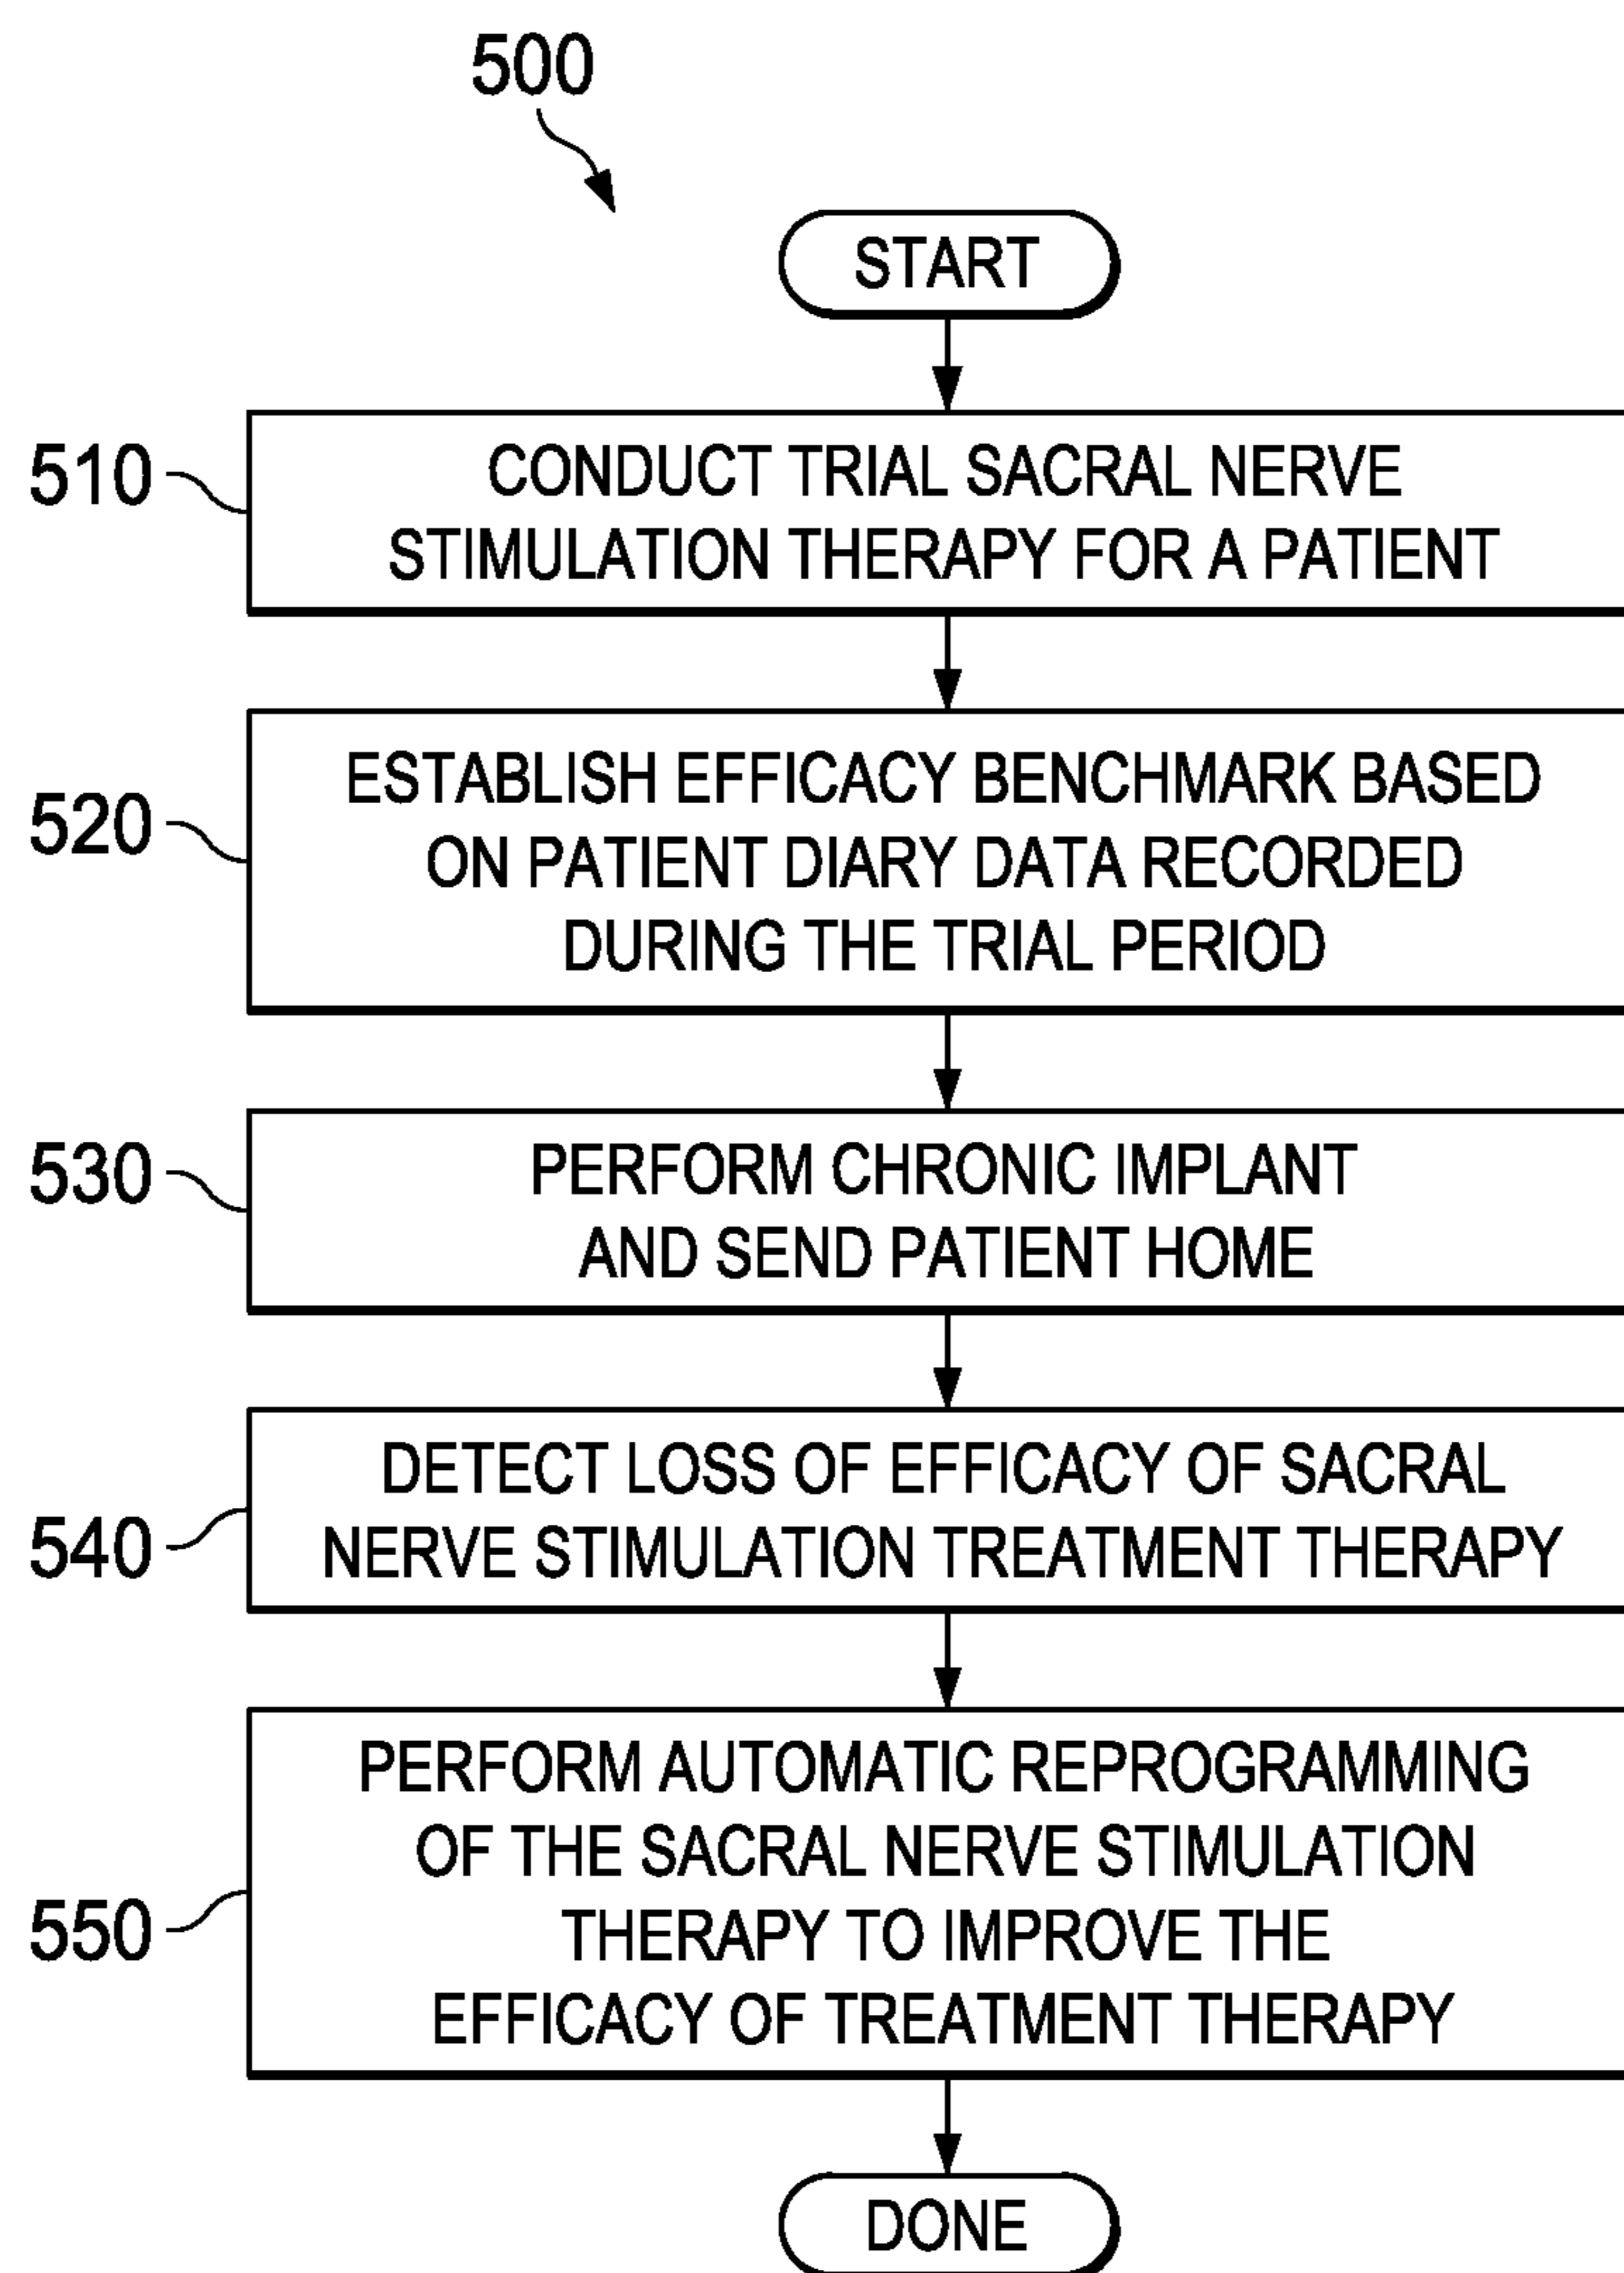 500
START
510
CONDUCT TRIAL SACRAL NERVE
STIMULATION THERAPY FOR A PATIENT
520
ESTABLISH EFFICACY BENCHMARK BASED
ON PATIENT DIARY DATA RECORDED
DURING THE TRIAL PERIOD
530
PERFORM CHRONIC IMPLANT
AND SEND PATIENT HOME
540
DETECT LOSS OF EFFICACY OF SACRAL
NERVE STIMULATION TREATMENT THERAPY
550
PERFORM AUTOMATIC REPROGRAMMING
OF THE SACRAL NERVE STIMULATION
THERAPY TO IMPROVE THE
EFFICACY OF TREATMENT THERAPY
DONE